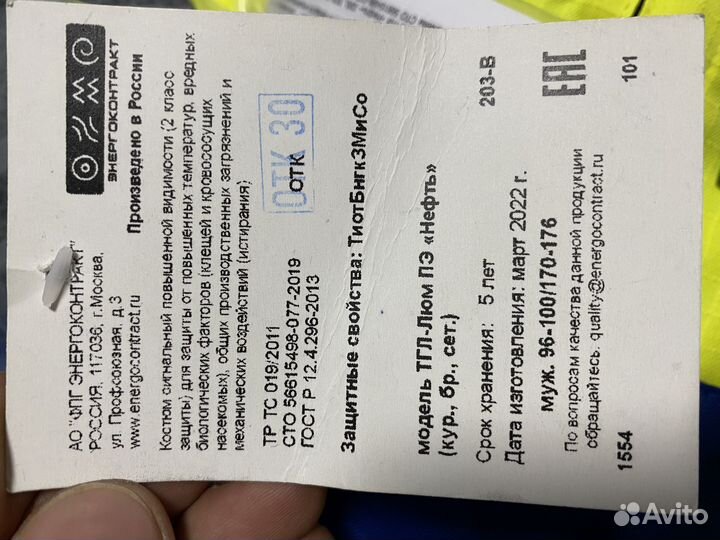 ЭНЕРГОКОНТРАКТ
Произведено в России
АО "ФПГ ЭНЕРГОКОНТРАКТ"
РОССИЯ, 117036, г.Москва,
ул. Профсоюзная, д.3
www.energocontract.ru
Костюм сигнальный повышенной видимости (2 класс
защиты) для защиты от повышенных температур, вредных
биологических факторов (клещей и кровососущих
насекомых), общих производственных загрязнений и
механических воздействий (истирания)
ТР ТС 019/2011
СТО 56615498-077-2019
ГОСТ Р 12.4.296-2013
ОТК 30
ОТК
Защитные свойства: ТиотБнгкЗМиСо
модель ТГЛ-Люм ПЭ «Нефть»
(кур., бр., сет.)
203-В
Срок хранения: 5 лет
Дата изготовления: март 2022 г.
муж. 96-100/170-176
EAC
По вопросам качества данной продукции
обращайтесь: quality@energocontract.ru
1554
101
Avito